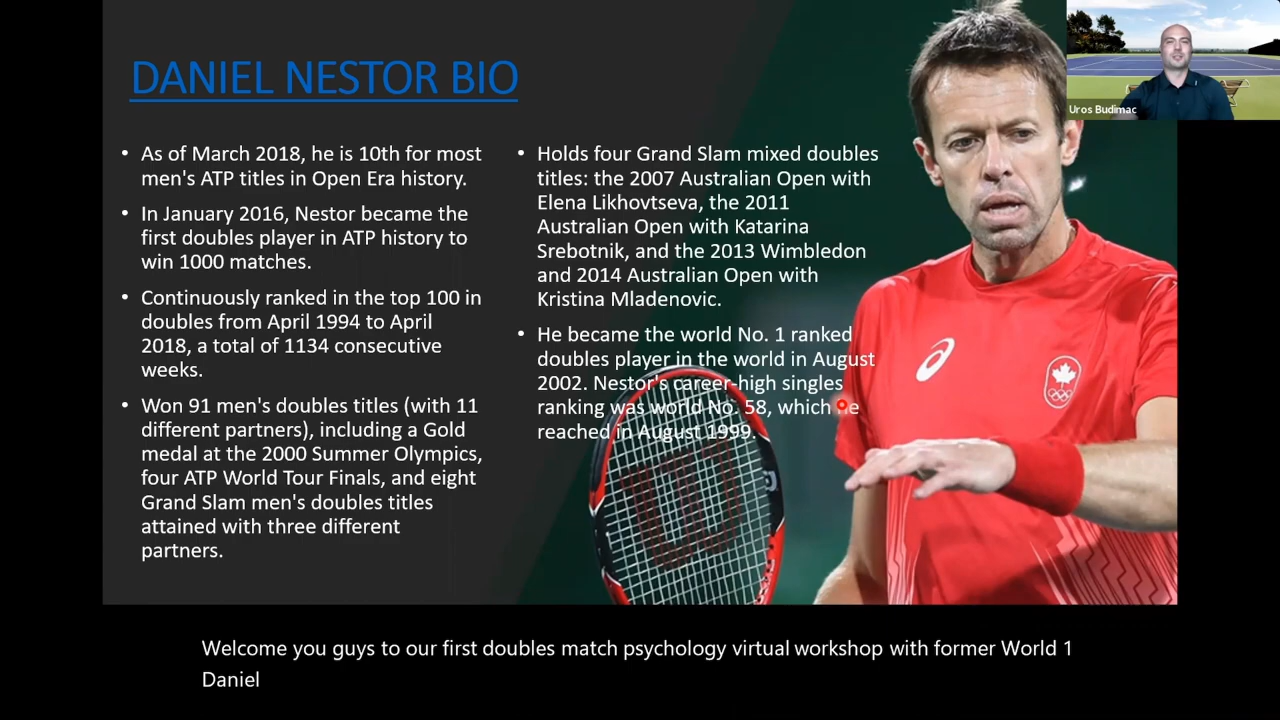 DANIEL NESTOR BIO
• As of March 2018, he is 10th for most
men's ATP titles in Open Era history.
• In January 2016, Nestor became the
first doubles player in ATP history to
win 1000 matches.
• Continuously ranked in the top 100 in
doubles from April 1994 to April
2018, a total of 1134 consecutive
weeks.
• Won 91 men's doubles titles (with 11
different partners), including a Gold
medal at the 2000 Summer Olympics,
four ATP World Tour Finals, and eight
Grand Slam men's doubles titles
attained with three different
partners.
• Holds four Grand Slam mixed doubles
titles: the 2007 Australian Open with
Elena Likhovtseva, the 2011
Australian Open with Katarina
Srebotnik, and the 2013 Wimbledon
and 2014 Australian Open with
Kristina Mladenovic.
• He became the world No. 1 ranked
doubles player in the world in August
2002. Nestor's career-high singles
ranking was world No. 58, which he
reached in August 1999.
Uros Budimac
W
Welcome you guys to our first doubles match psychology virtual workshop with former World 1
Daniel